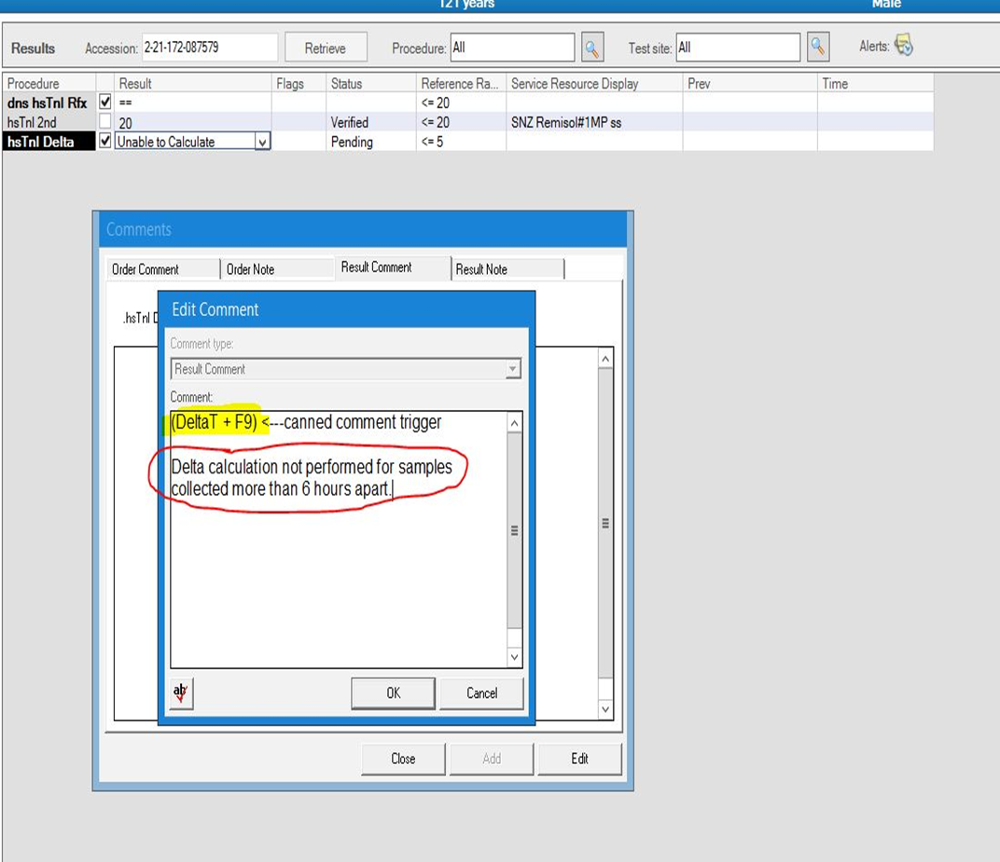 121 years Male
Results Accession: 2-21-172-087579 Retrieve Procedure: All Test site: All Alerts:
Procedure Result Flags Status Reference Ra... Service Resource Display Prev Time
dns hsTnI Rfx == <= 20
hsTnI 2nd 20 Verified <= 20 SNZ Remisol#1MP ss
hsTnI Delta Unable to Calculate Pending <= 5
Comments
Order Comment Order Note Result Comment Result Note
.hsTnI D
Edit Comment
Comment type:
Result Comment
Comment:
(DeltaT + F9) <---canned comment trigger
Delta calculation not performed for samples
collected more than 6 hours apart.
OK Cancel
Close Add Edit